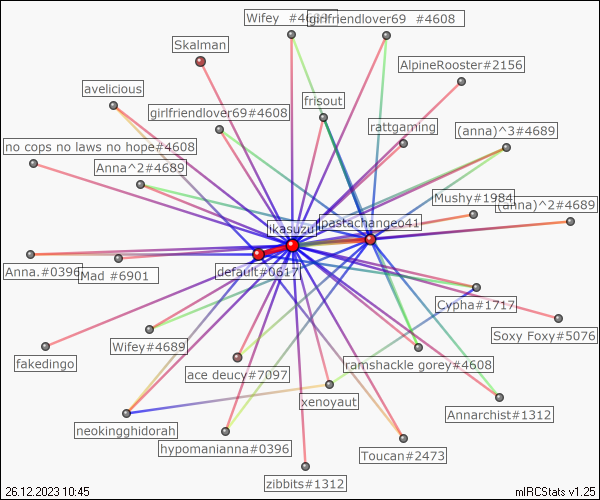 Wifey #4689
girlfriendlover69 #4608
Skalman
AlpineRooster#2156
avelicious
frisout
girlfriendlover69#4608
rattgaming
(anna)^3#4689
no cops no laws no hope#4608
Anna^2#4689
Mushy#1984
(anna)^2#4689
ikasuzu
pastachange641
default#0617
Anna.#0396
Mad #6901
Cypha#1717
Soxy Foxy#5076
Wifey#4689
fakedingo
ramshackle gorey#4608
ace deucy#7097
xenoyaut
Annarchist#1312
neokingghidorah
hypomanianna#0396
Toucan#2473
zibbits#1312
26.12.2023 10:45
mIRCStats v1.25